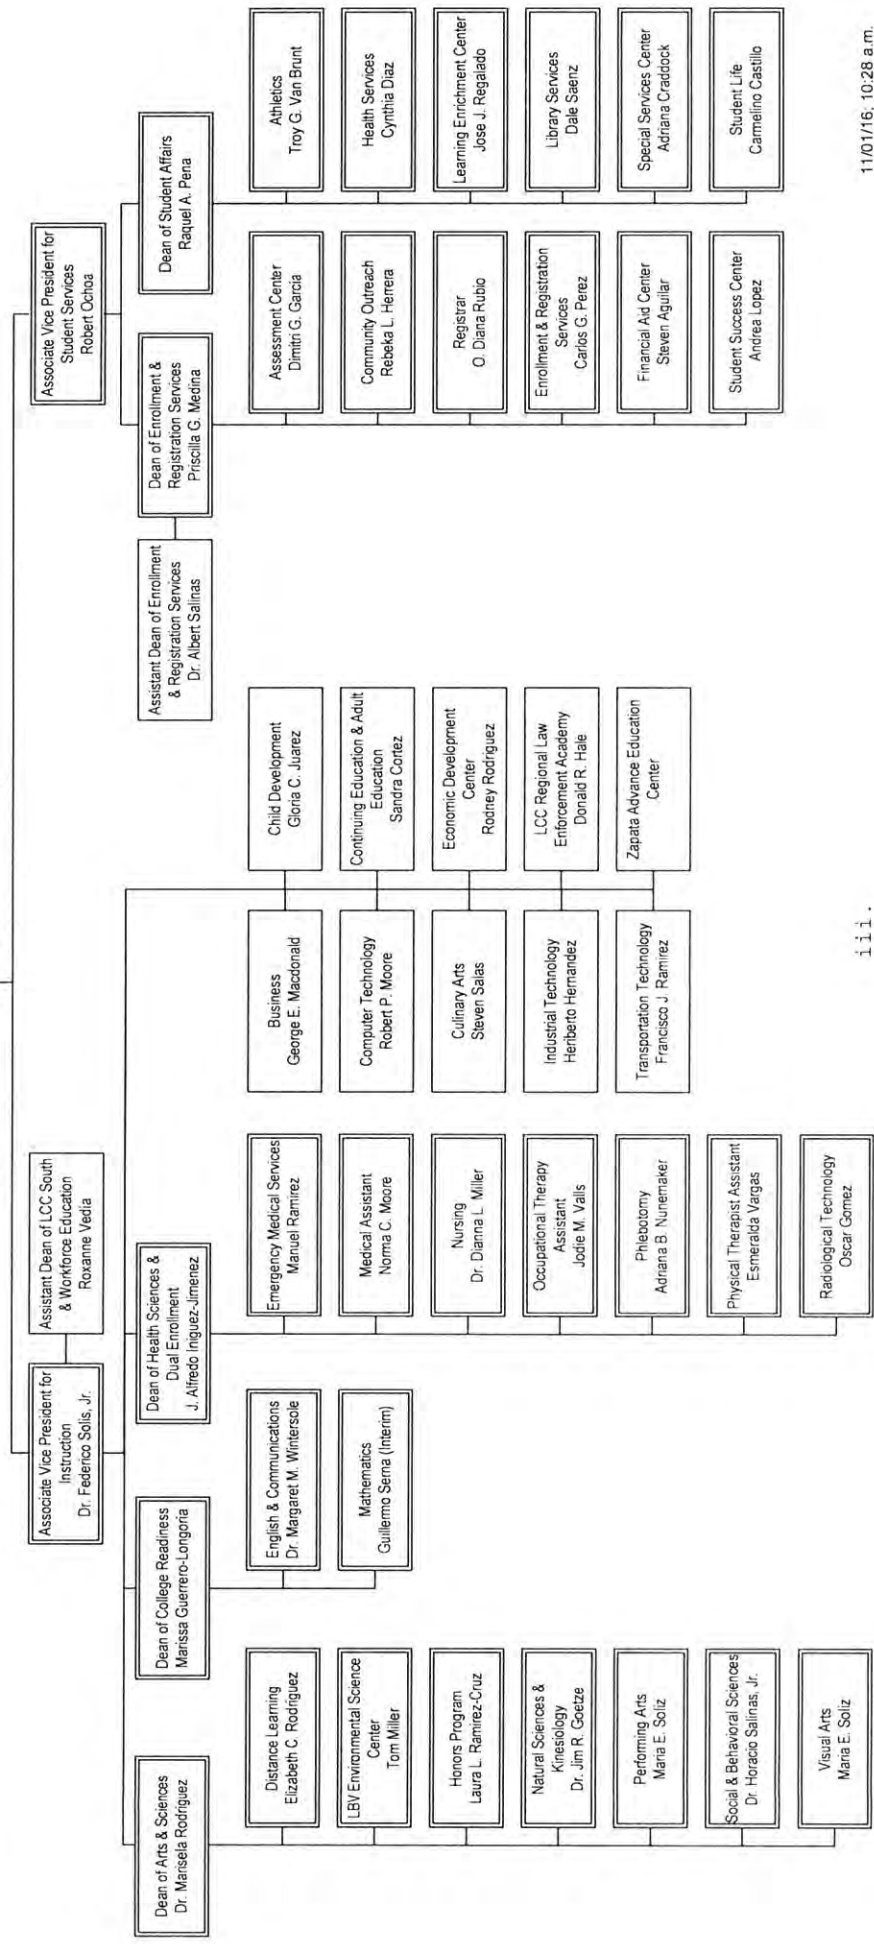 Associate Vice President for
Instruction
Dr. Federico Solis, Jr.
Assistant Dean of LCC South
& Workforce Education
Roxanne Vedia
Associate Vice President for
Student Services
Robert Ochoa
Dean of Arts & Sciences
Dr. Marisela Rodriguez
Dean of College Readiness
Marissa Guerrero-Longoria
Dean of Health Sciences &
Dual Enrollment
J. Alfredo Iniguez-Jimenez
Assistant Dean of Enrollment
& Registration Services
Dr. Albert Salinas
Dean of Enrollment &
Registration Services
Priscilla G. Medina
Dean of Student Affairs
Raquel A. Pena
Distance Learning
Elizabeth C. Rodriguez
LBV Environmental Science
Center
Tom Miller
Honors Program
Laura L. Ramirez-Cruz
Natural Sciences &
Kinesiology
Dr. Jim R. Goetze
Performing Arts
Maria E. Soliz
Social & Behavioral Sciences
Dr. Horacio Salinas, Jr.
Visual Arts
Maria E. Soliz
English & Communications
Dr. Margaret M. Wintersole
Mathematics
Guillermo Serna (Interim)
Emergency Medical Services
Manuel Ramirez
Medical Assistant
Norma C. Moore
Nursing
Dr. Dianna L. Miller
Occupational Therapy
Assistant
Jodie M. Valls
Phlebotomy
Adriana B. Nunemaker
Physical Therapist Assistant
Esmeralda Vargas
Radiological Technology
Oscar Gomez
Business
George E. Macdonald
Computer Technology
Robert P. Moore
Culinary Arts
Steven Salas
Industrial Technology
Heriberto Hernandez
Transportation Technology
Francisco J. Ramirez
Child Development
Gloria C. Juarez
Continuing Education & Adult
Education
Sandra Cortez
Economic Development
Center
Rodney Rodriguez
LCC Regional Law
Enforcement Academy
Donald R. Hale
Zapata Advance Education
Center
Assessment Center
Dimitri G. Garcia
Community Outreach
Rebeka L. Herrera
Registrar
O. Diana Rubio
Enrollment & Registration
Services
Carlos G. Perez
Financial Aid Center
Steven Aguilar
Student Success Center
Andrea Lopez
Athletics
Troy G. Van Brunt
Health Services
Cynthia Diaz
Learning Enrichment Center
Jose J. Regalado
Library Services
Dale Saenz
Special Services Center
Adriana Craddock
Student Life
Carmelino Castillo
iii.
11/01/16; 10:28 a.m.